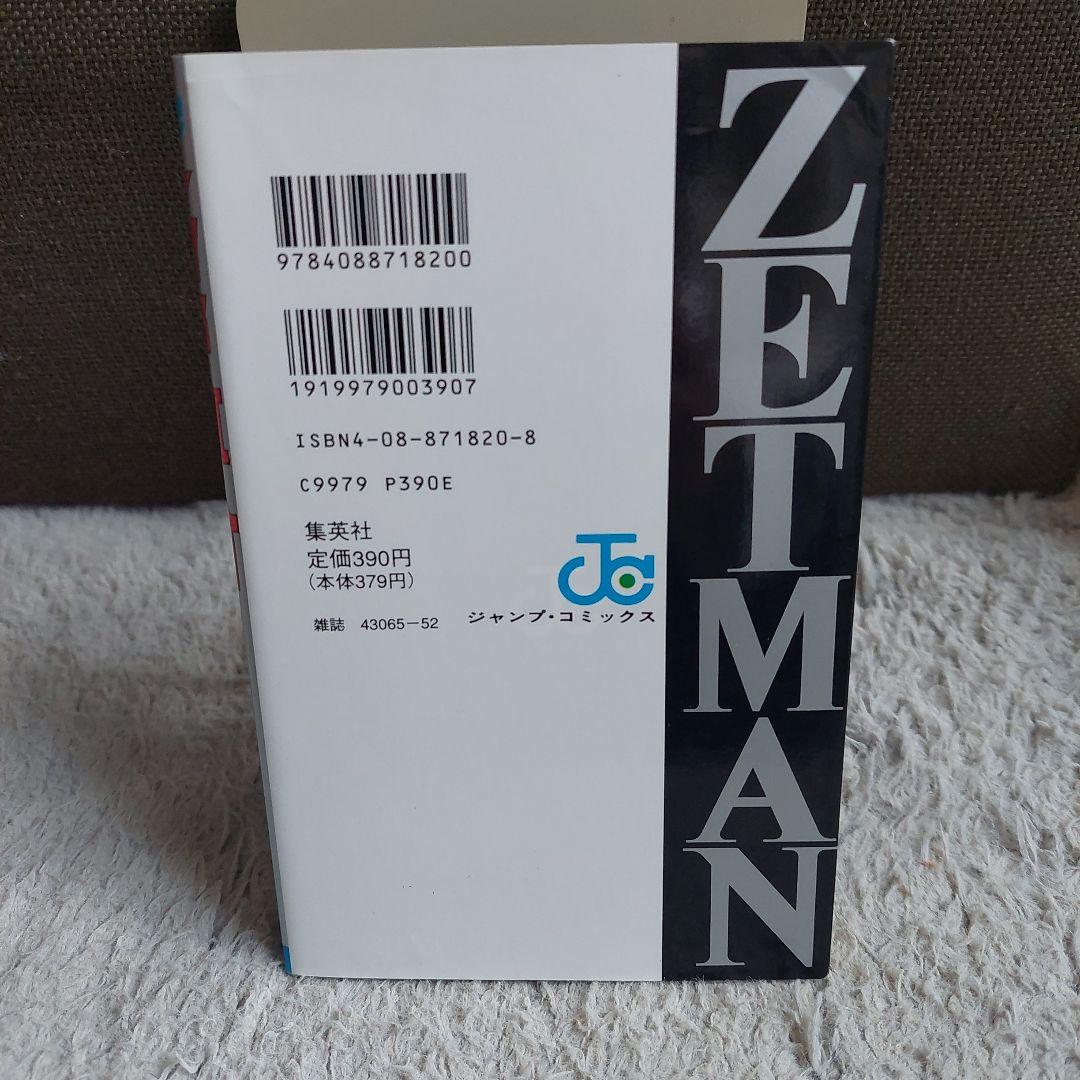 9784088718200
1919979003907
ISBN4-08-871820-8
C9979 P390E
集英社
定価390円
(本体379円)
雑誌 43065-52
JC
ジャンプ・コミックス
ZETMAN